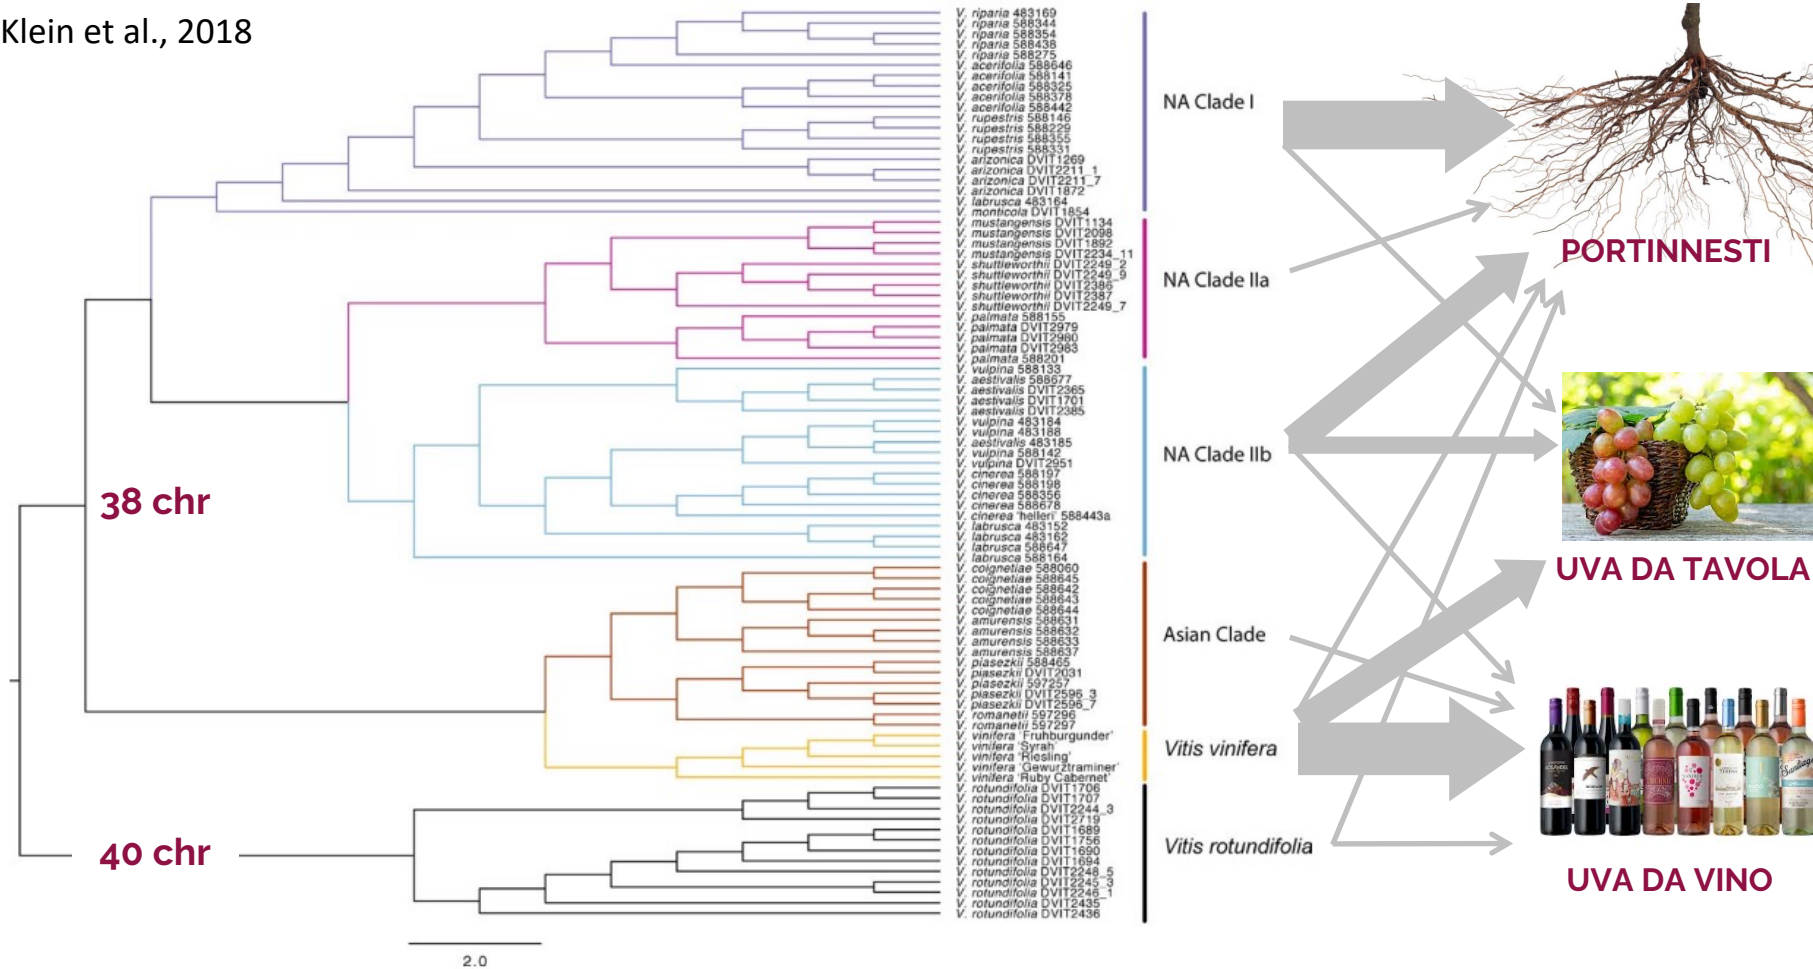 Klein et al., 2018
V. riparia 483169
V. riparia 588344
V. riparia 588354
V. riparia 588438
V. riparia 588275
V. acerifolia 588646
V. acerifolia 588141
V. acerifolia 588325
V. acerifolia 588378
V. acerifolia 588442
V. rupestris 588146
V. rupestris 588229
V. rupestris 588355
V. rupestris 588331
V. arizonica DVIT1269
V. arizonica DVIT2211_1
V. arizonica DVIT2211_7
V. arizonica DVIT1872
V. labrusca 483164
V. monticola DVIT1854
NA Clade I
V. mustangensis DVIT1134
V. mustangensis DVIT2098
V. mustangensis DVIT1892
V. mustangensis DVIT2234_11
V. shuttleworthii DVIT2249_2
V. shuttleworthii DVIT2249_9
V. shuttleworthii DVIT2386
V. shuttleworthii DVIT2387
V. shuttleworthii DVIT2249_7
V. palmata 588155
V. palmata DVIT2979
V. palmata DVIT2980
V. palmata DVIT2983
V. palmata 588201
NA Clade IIa
V. vulpina 588133
V. aestivalis 588677
V. aestivalis DVIT2365
V. aestivalis DVIT1701
V. aestivalis DVIT2385
V. vulpina 483184
V. vulpina 483188
V. aestivalis 483185
V. vulpina 588142
V. vulpina DVIT2951
V. cinerea 588197
V. cinerea 588198
V. cinerea 588356
V. cinerea 588678
V. cinerea 'helleri' 588443a
V. labrusca 483152
V. labrusca 483162
V. labrusca 588647
V. labrusca 588164
NA Clade IIb
38 chr
V. coignetiae 588060
V. coignetiae 588645
V. coignetiae 588642
V. coignetiae 588643
V. coignetiae 588644
V. amurensis 588631
V. amurensis 588632
V. amurensis 588633
V. amurensis 588637
V. piasezkii 588465
V. piasezkii DVIT2031
V. piasezkii 597257
V. piasezkii DVIT2596_3
V. piasezkii DVIT2596_7
V. romanetii 597296
V. romanetii 597297
Asian Clade
V. vinifera 'Fruhburgunder'
V. vinifera 'Syrah'
V. vinifera 'Riesling'
V. vinifera 'Gewurztraminer'
V. vinifera 'Ruby Cabernet'
Vitis vinifera
40 chr
V. rotundifolia DVIT1706
V. rotundifolia DVIT1707
V. rotundifolia DVIT2244_3
V. rotundifolia DVIT2719
V. rotundifolia DVIT1689
V. rotundifolia DVIT1756
V. rotundifolia DVIT1690
V. rotundifolia DVIT1694
V. rotundifolia DVIT2248_5
V. rotundifolia DVIT2245_3
V. rotundifolia DVIT2246_1
V. rotundifolia DVIT2435
V. rotundifolia DVIT2436
Vitis rotundifolia
2.0
PORTINNESTI
UVA DA TAVOLA
UVA DA VINO